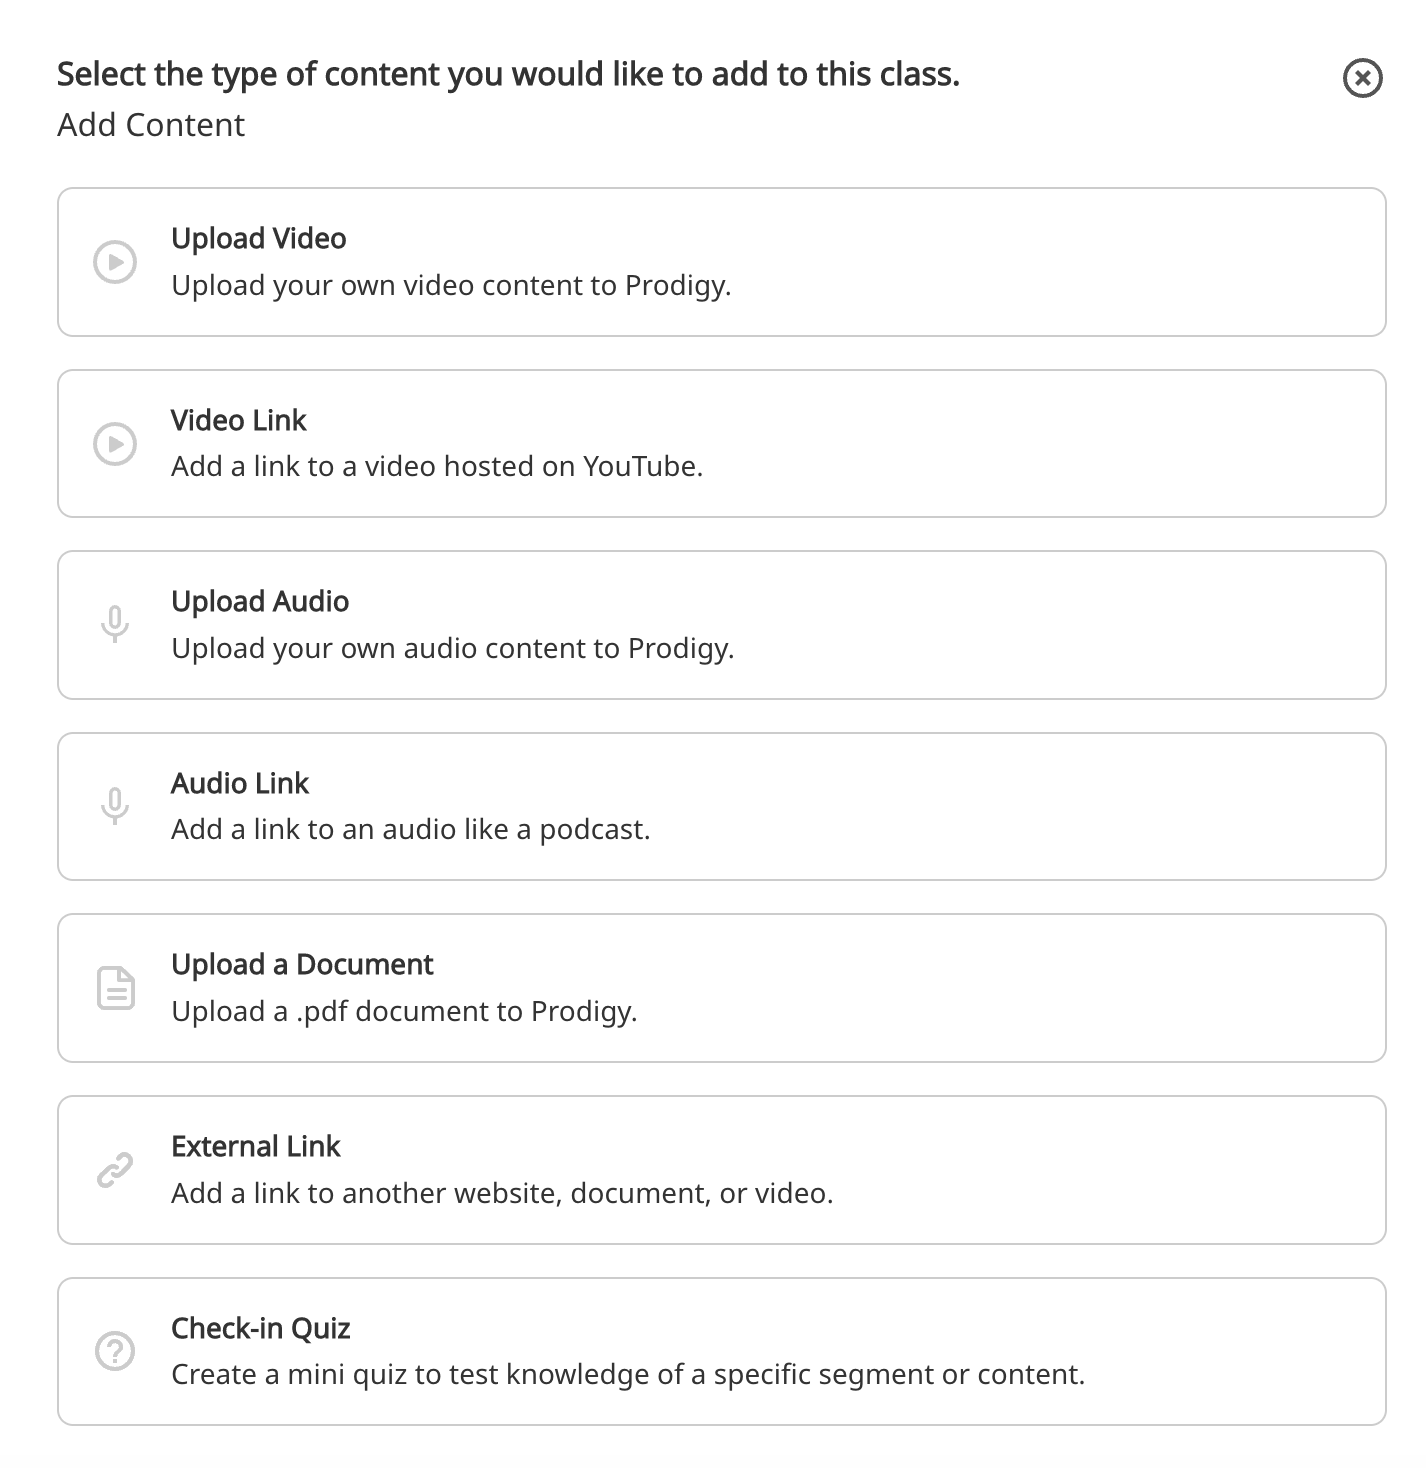 Select the type of content you would like to add to this class.
Add Content
Upload Video
Upload your own video content to Prodigy.
Video Link
Add a link to a video hosted on YouTube.
Upload Audio
Upload your own audio content to Prodigy.
Audio Link
Add a link to an audio like a podcast.
Upload a Document
Upload a .pdf document to Prodigy.
External Link
Add a link to another website, document, or video.
Check-in Quiz
Create a mini quiz to test knowledge of a specific segment or content.